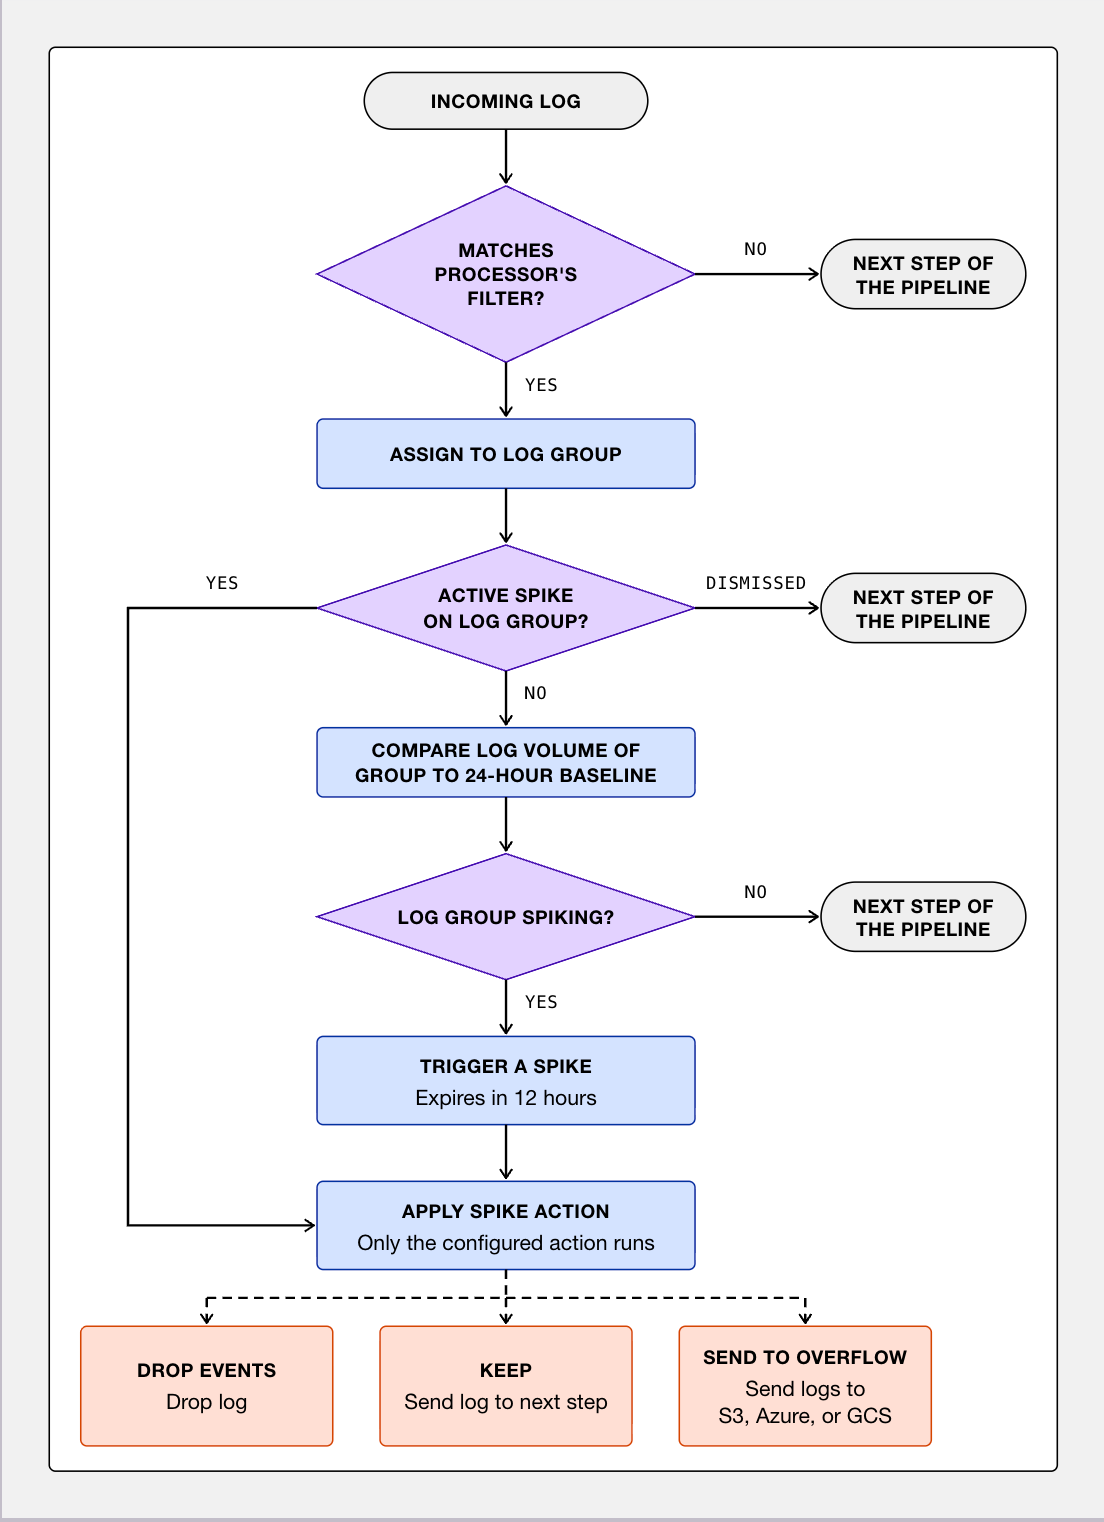 INCOMING LOG
MATCHES
PROCESSOR'S
FILTER?
NO
NEXT STEP OF
THE PIPELINE
YES
ASSIGN TO LOG GROUP
YES
ACTIVE SPIKE
ON LOG GROUP?
DISMISSED
NEXT STEP OF
THE PIPELINE
NO
COMPARE LOG VOLUME OF
GROUP TO 24-HOUR BASELINE
LOG GROUP SPIKING?
NO
NEXT STEP OF
THE PIPELINE
YES
TRIGGER A SPIKE
Expires in 12 hours
APPLY SPIKE ACTION
Only the configured action runs
DROP EVENTS
Drop log
KEEP
Send log to next step
SEND TO OVERFLOW
Send logs to
S3, Azure, or GCS